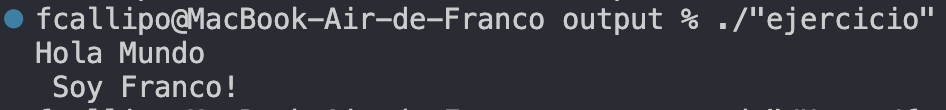 fcallipo@MacBook-Air-de-Franco output % ./"ejercicio"
Hola Mundo
 Soy Franco!